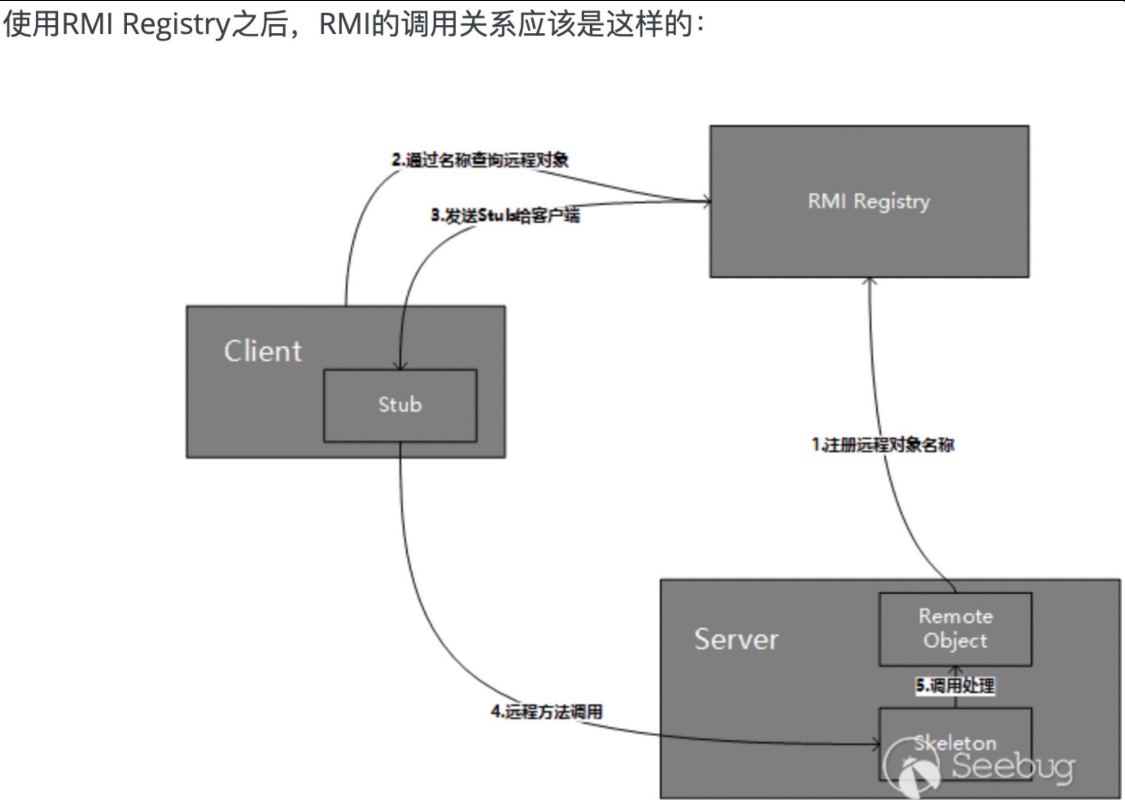 使用RMI Registry之后，RMI的调用关系应该是这样的：
2.通过名称查询远程对象
RMI Registry
3.发送Stub给客户端
Client
Stub
1.注册远程对象名称
Remote
Object
Server
5.调用处理
4.远程方法调用
Skeleton
Seebug